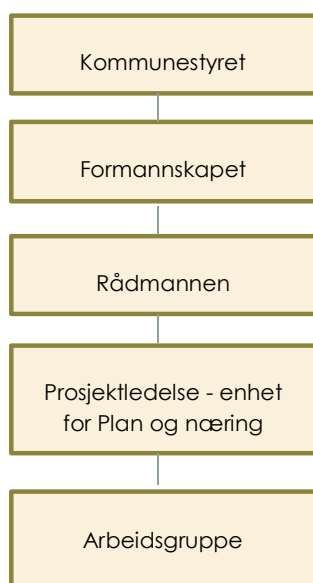 Kommunestyret
Formannskapet
Rådmannen
Prosjektledelse - enhet
for Plan og næring
Arbeidsgruppe